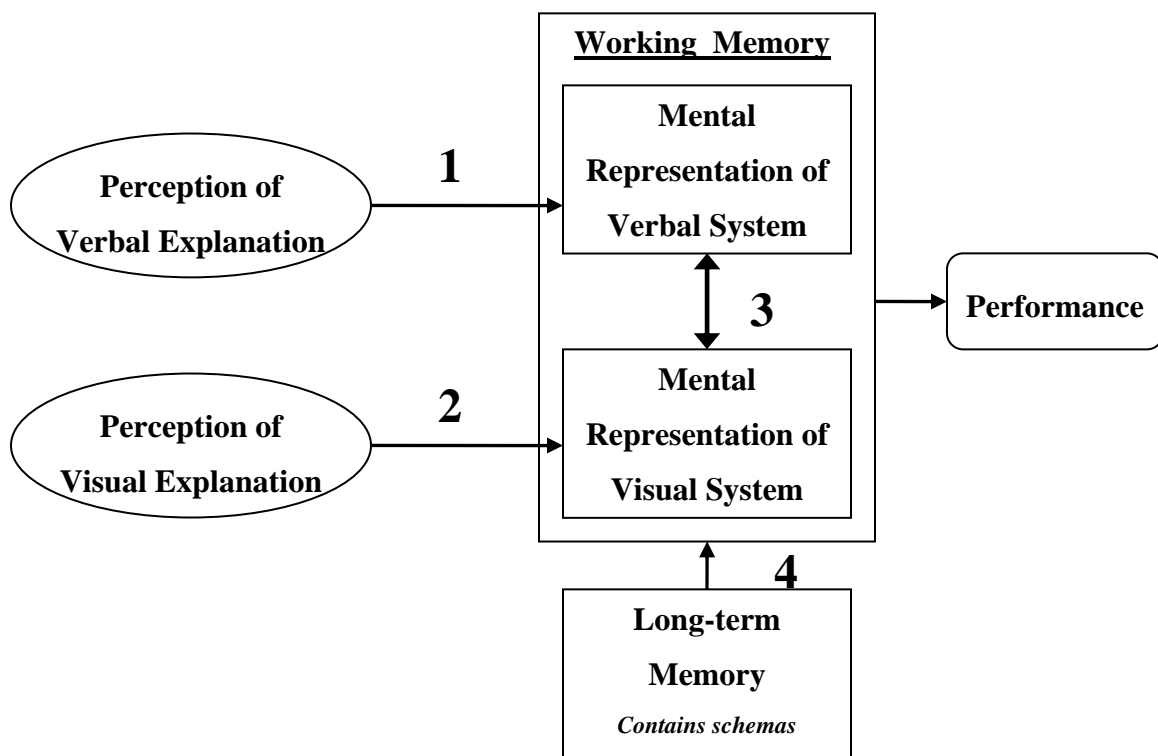 Working Memory
Mental
Representation of
Verbal System
1
Perception of
Verbal Explanation
3
Performance
Mental
Representation of
Visual System
2
Perception of
Visual Explanation
4
Long-term
Memory
Contains schemas